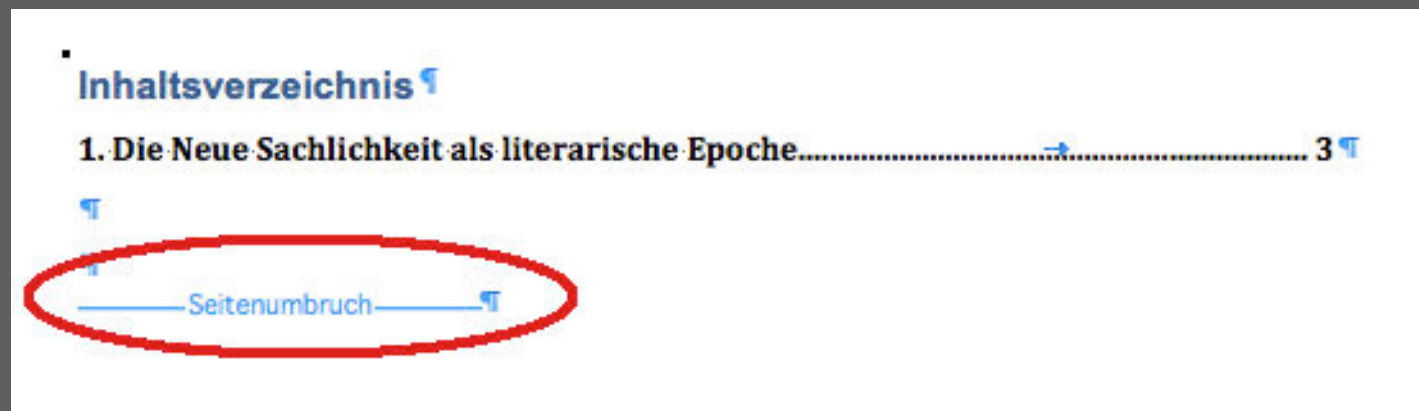 Inhaltsverzeichnis¶
1. Die Neue Sachlichkeit als literarische Epoche.................................................................................. 3¶
¶
¶
Seitenumbruch¶